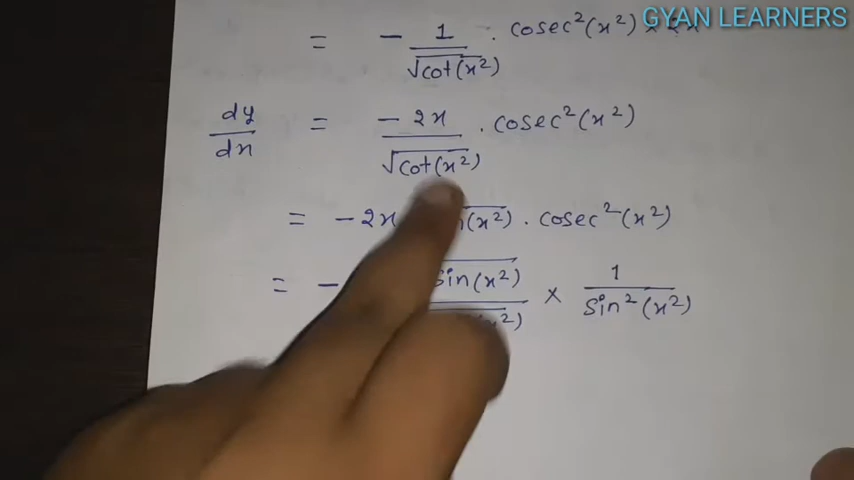 = - 1/√cot(x²) . cosec²(x²) × 2x
GYAN LEARNERS
dy/dx = - 2x/√cot(x²) . cosec²(x²)
= - 2x (x²) . cosec²(x²)
= - sin(x²) × 1/sin²(x²)